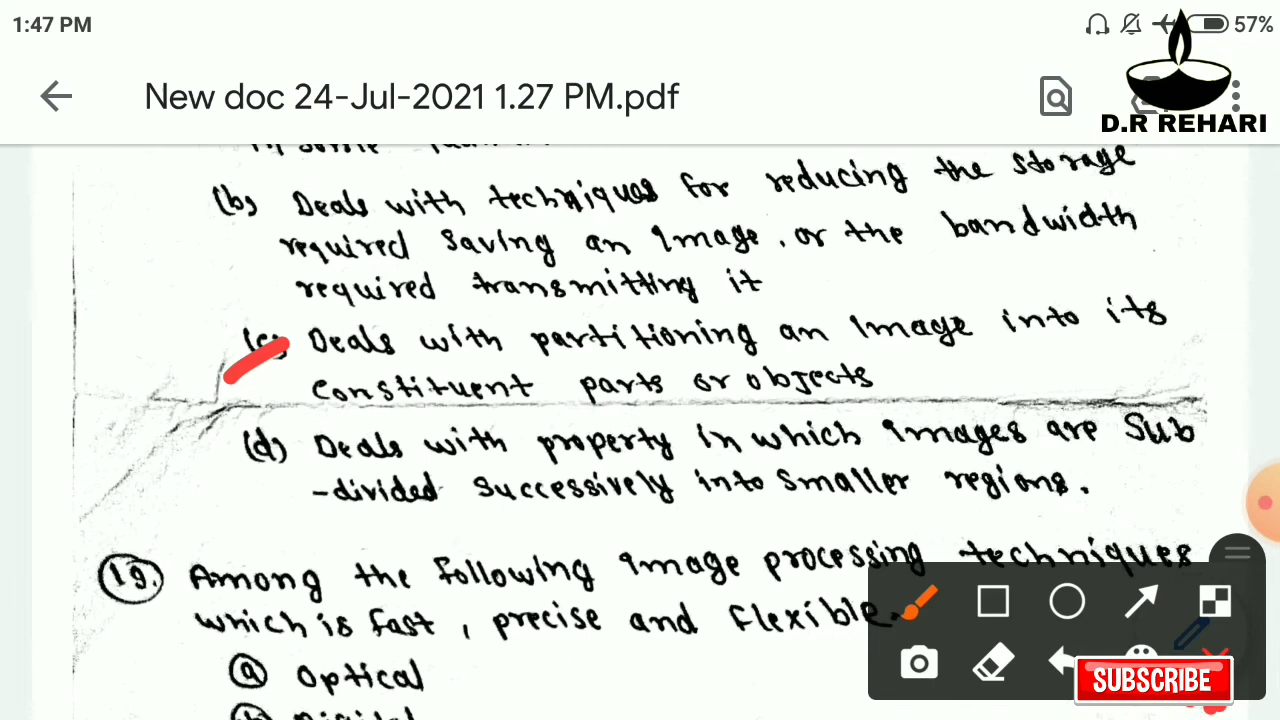 1:47 PM
57%
New doc 24-Jul-2021 1.27 PM.pdf
D.R REHARI
(b) Deals with techniques for reducing the storage
required saving an image, or the bandwidth
required transmitting it
(c) Deals with partitioning an image into its
constituent parts or objects
(d) Deals with property in which images are sub
-divided successively into smaller regions.
19. Among the following image processing techniques
which is fast, precise and flexible.
(a) Optical
SUBSCRIBE